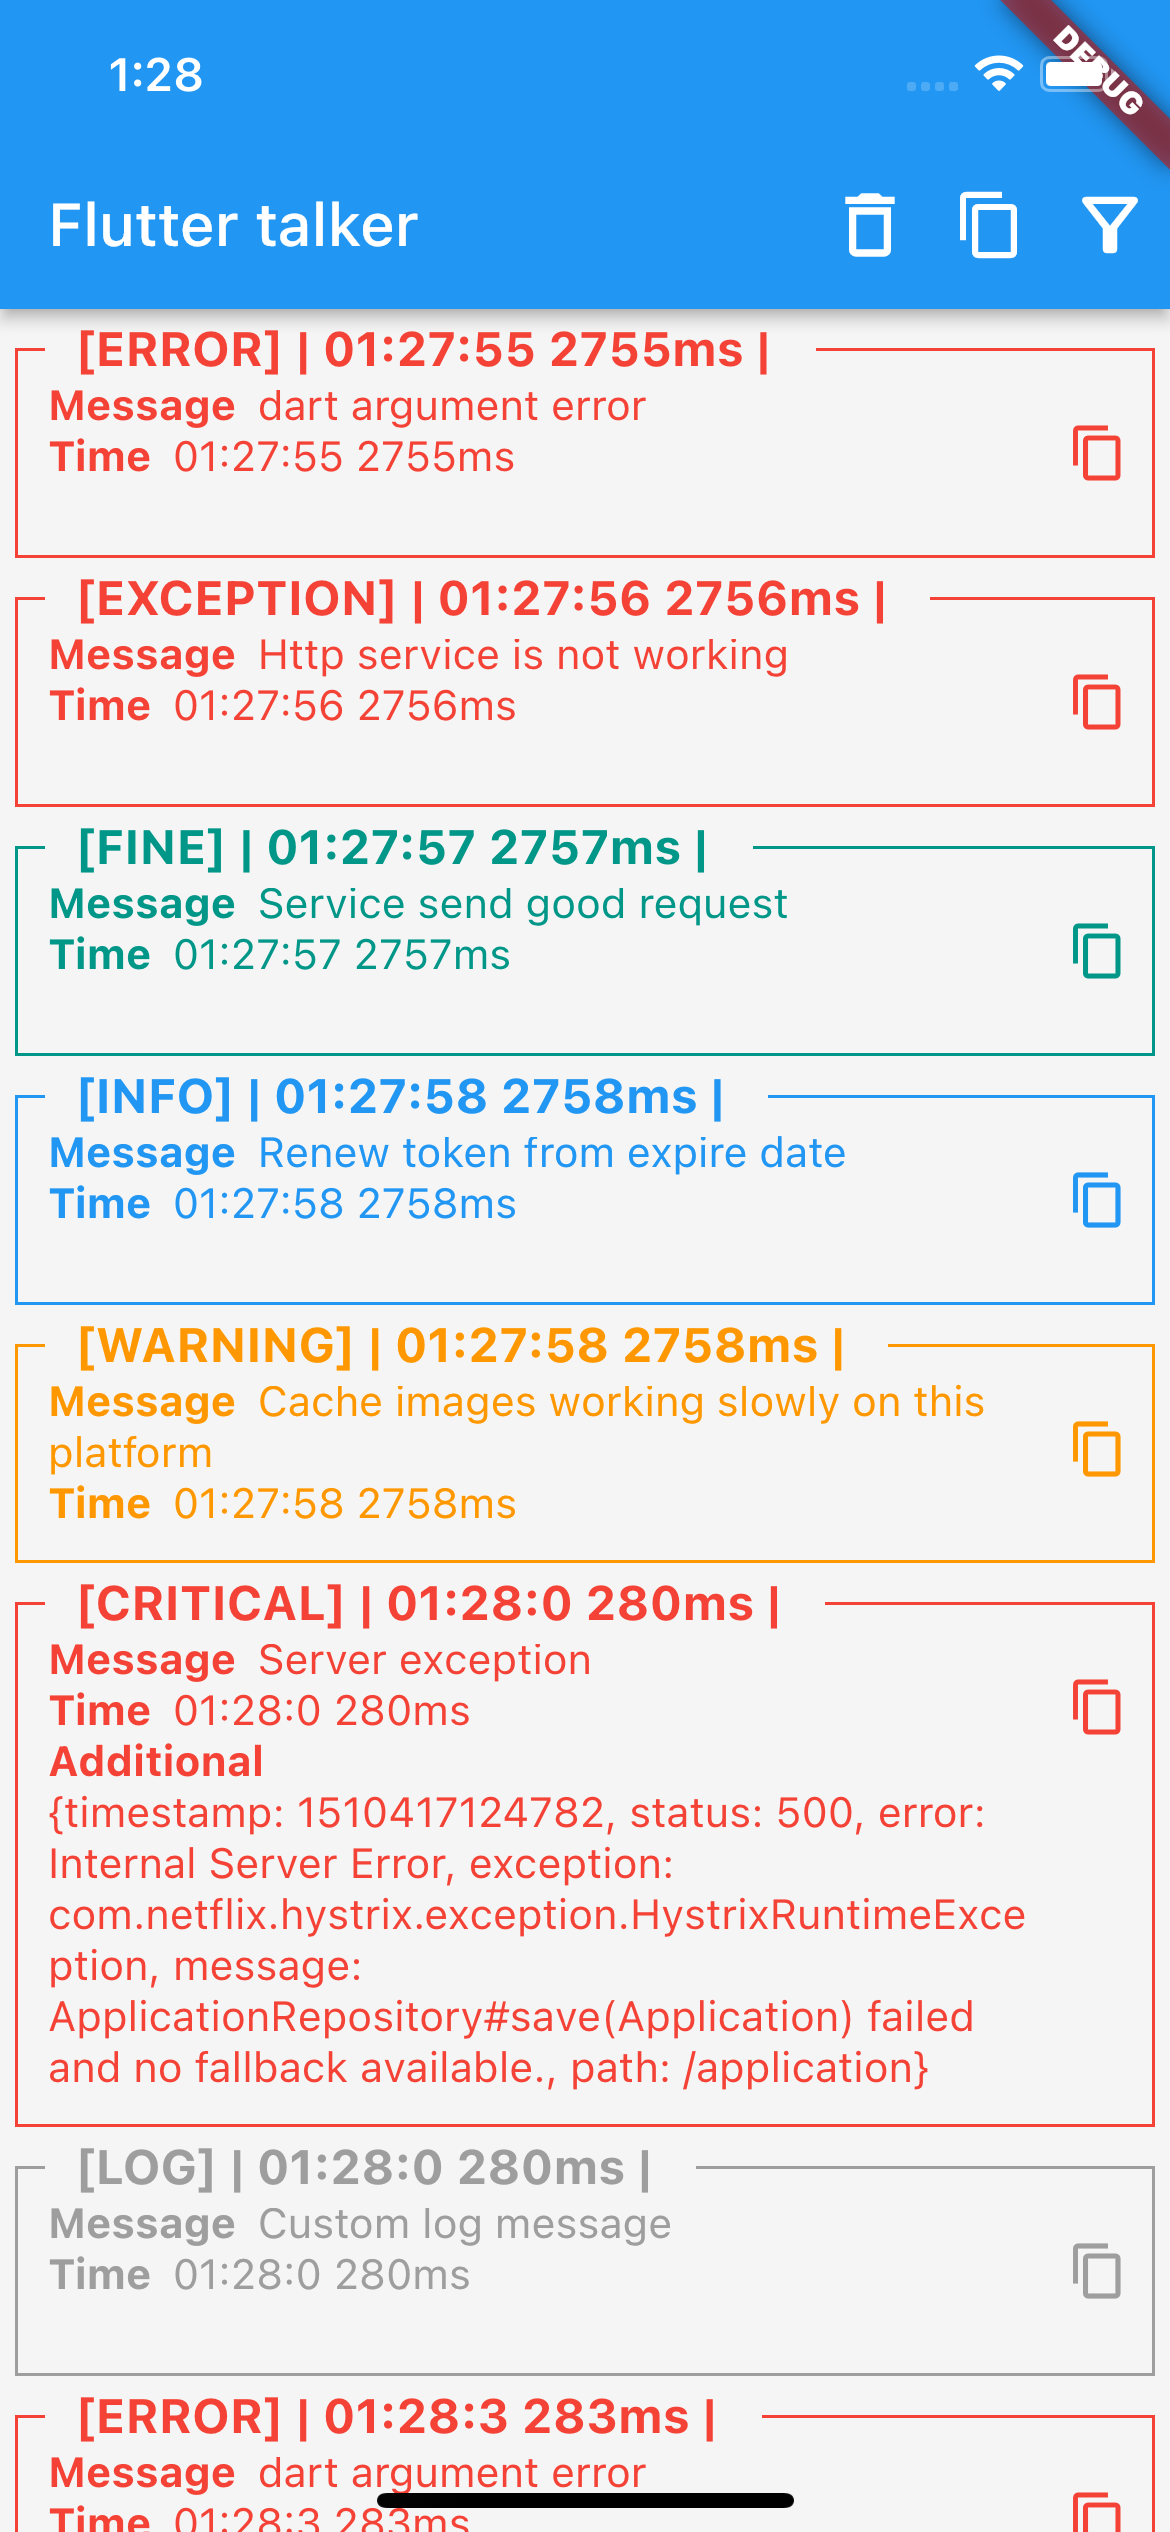 1:28
DEBUG
Flutter talker
[ERROR] | 01:27:55 2755ms |
Message dart argument error
Time 01:27:55 2755ms
[EXCEPTION] | 01:27:56 2756ms |
Message Http service is not working
Time 01:27:56 2756ms
[FINE] | 01:27:57 2757ms |
Message Service send good request
Time 01:27:57 2757ms
[INFO] | 01:27:58 2758ms |
Message Renew token from expire date
Time 01:27:58 2758ms
[WARNING] | 01:27:58 2758ms |
Message Cache images working slowly on this
platform
Time 01:27:58 2758ms
[CRITICAL] | 01:28:0 280ms |
Message Server exception
Time 01:28:0 280ms
Additional
{timestamp: 1510417124782, status: 500, error:
Internal Server Error, exception:
com.netflix.hystrix.exception.HystrixRuntimeExce
ption, message:
ApplicationRepository#save(Application) failed
and no fallback available., path: /application}
[LOG] | 01:28:0 280ms |
Message Custom log message
Time 01:28:0 280ms
[ERROR] | 01:28:3 283ms |
Message dart argument error
Time 01:28:3 283ms